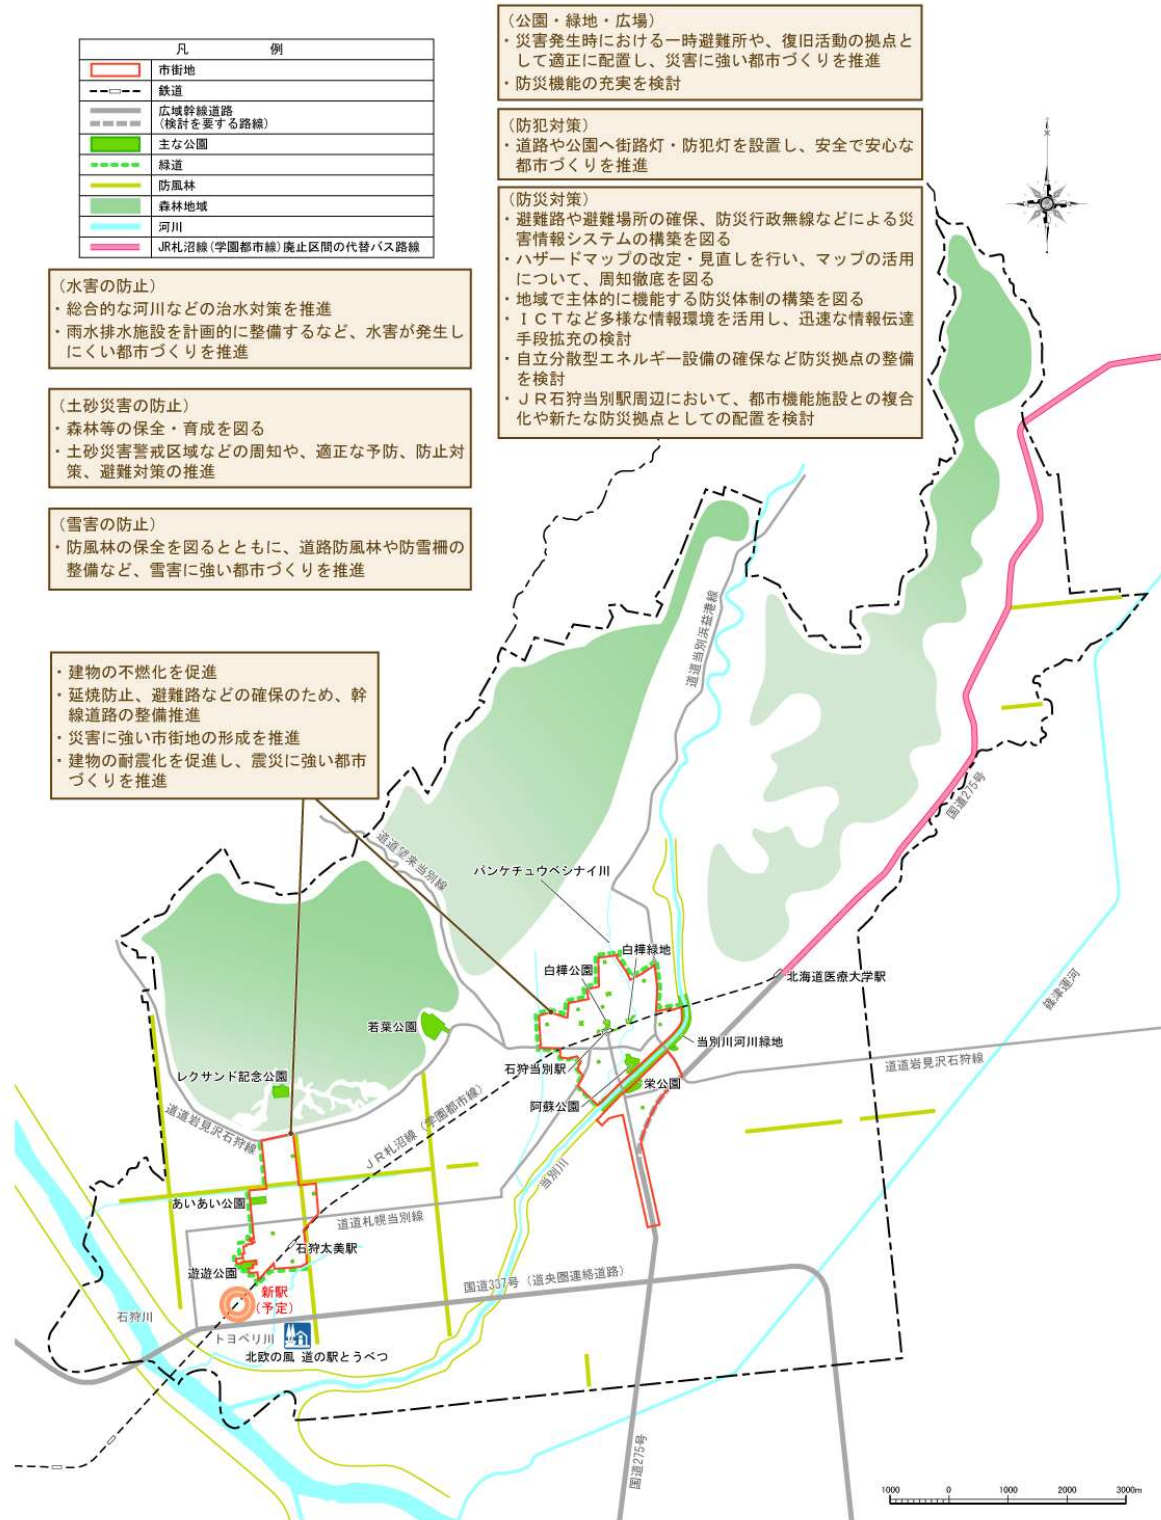 凡　例
市街地
鉄道
広域幹線道路
(検討を要する路線)
主な公園
緑道
防風林
森林地域
河川
JR札沼線(学園都市線)廃止区間の代替バス路線
(公園・緑地・広場)
・災害発生時における一時避難所や、復旧活動の拠点と
して適正に配置し、災害に強い都市づくりを推進
・防災機能の充実を検討
(防犯対策)
・道路や公園へ街路灯・防犯灯を設置し、安全で安心な
都市づくりを推進
(防災対策)
・避難路や避難場所の確保、防災行政無線などによる災
害情報システムの構築を図る
・ハザードマップの改定・見直しを行い、マップの活用
について、周知徹底を図る
・地域で主体的に機能する防災体制の構築を図る
・ICTなど多様な情報環境を活用し、迅速な情報伝達
手段拡充の検討
・自立分散型エネルギー設備の確保など防災拠点の整備
を検討
・JR石狩当別駅周辺において、都市機能施設との複合
化や新たな防災拠点としての配置を検討
(水害の防止)
・総合的な河川などの治水対策を推進
・雨水排水施設を計画的に整備するなど、水害が発生し
にくい都市づくりを推進
(土砂災害の防止)
・森林等の保全・育成を図る
・土砂災害警戒区域などの周知や、適正な予防、防止対
策、避難対策の推進
(雪害の防止)
・防風林の保全を図るとともに、道路防風林や防雪柵の
整備など、雪害に強い都市づくりを推進
・建物の不燃化を促進
・延焼防止、避難路などの確保のため、幹
線道路の整備推進
・災害に強い市街地の形成を推進
・建物の耐震化を促進し、震災に強い都市
づくりを推進
道道当別浜益港線
国道275号
道道望来当別線
パンケチュウベシナイ川
白樺緑地
白樺公園
北海道医療大学駅
篠津運河
若葉公園
当別川河川緑地
石狩当別駅
道道岩見沢石狩線
栄公園
レクサンド記念公園
阿蘇公園
道道岩見沢石狩線
JR札沼線(学園都市線)
当別川
あいあい公園
道道札幌当別線
石狩太美駅
遊遊公園
国道337号(道央圏連絡道路)
新駅
(予定)
石狩川
トヨベリ川
北欧の風 道の駅とうべつ
国道275号
1000 0 1000 2000 3000m